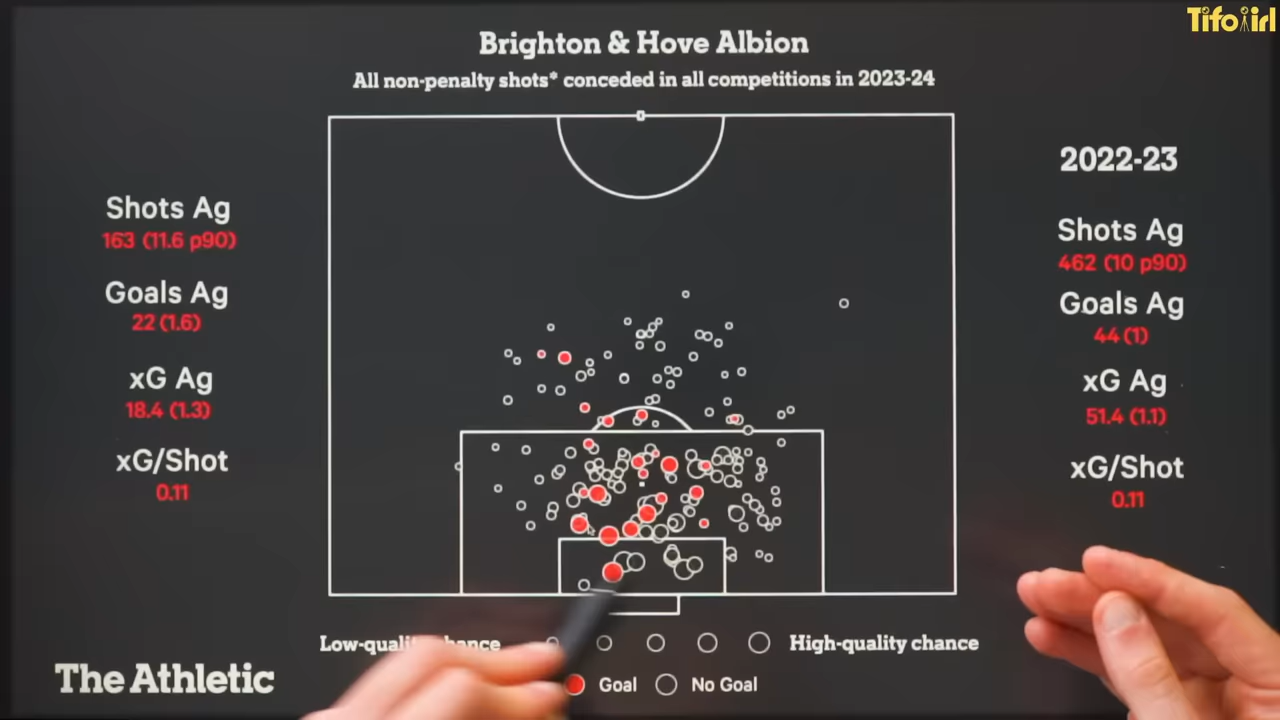 Tifo irl
Brighton & Hove Albion
All non-penalty shots* conceded in all competitions in 2023-24
Shots Ag
163 (11.6 p90)
Goals Ag
22 (1.6)
xG Ag
18.4 (1.3)
xG/Shot
0.11
2022-23
Shots Ag
462 (10 p90)
Goals Ag
44 (1)
xG Ag
51.4 (1.1)
xG/Shot
0.11
Low-quality chance
High-quality chance
Goal
No Goal
The Athletic